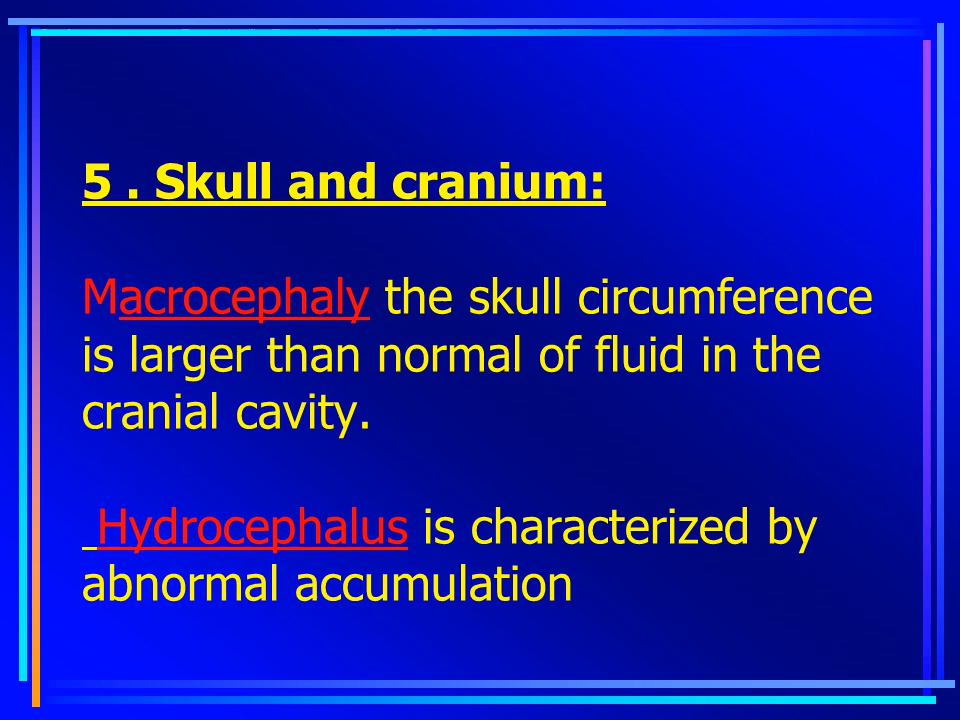 5 . Skull and cranium:
Macrocephaly the skull circumference
is larger than normal of fluid in the
cranial cavity.
Hydrocephalus is characterized by
abnormal accumulation